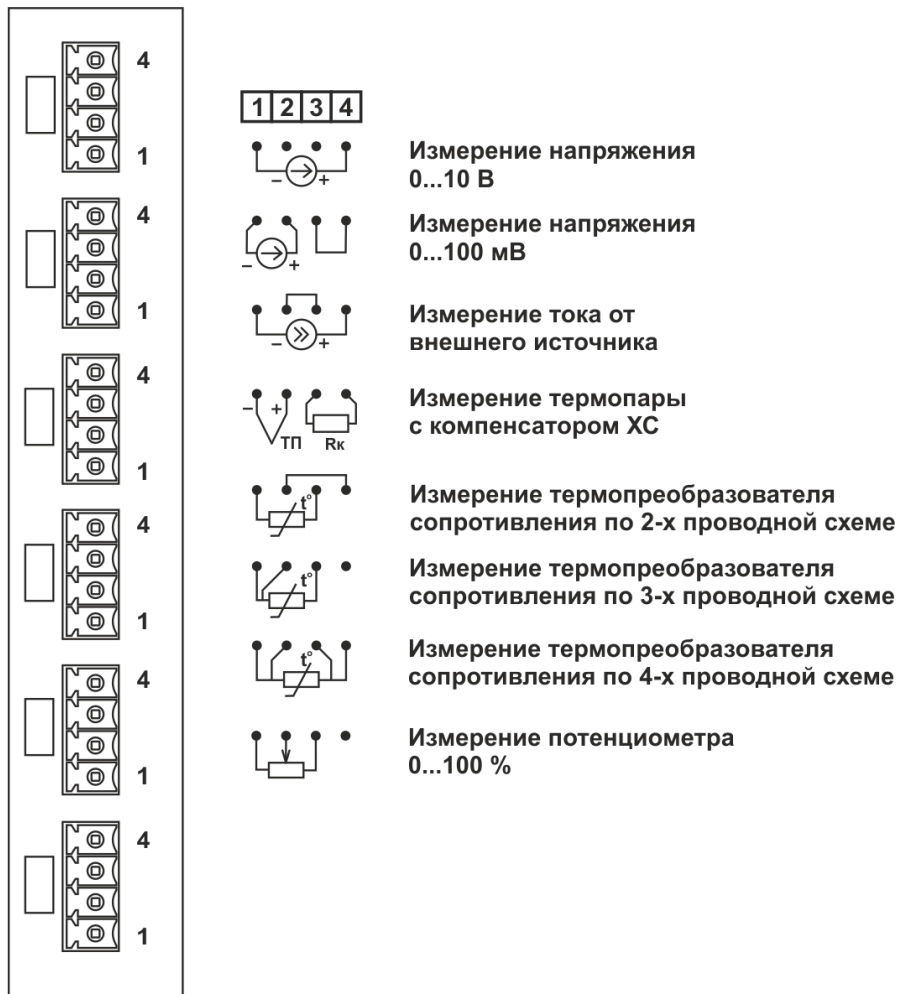 4
1
4
1
4
1
4
1
4
1
4
1
1 2 3 4
– +
Измерение напряжения
0...10 В
– +
Измерение напряжения
0...100 мВ
– +
Измерение тока от
внешнего источника
– + ТП Rк
Измерение термопары
с компенсатором ХС
t°
Измерение термопреобразователя
сопротивления по 2-х проводной схеме
t°
Измерение термопреобразователя
сопротивления по 3-х проводной схеме
t°
Измерение термопреобразователя
сопротивления по 4-х проводной схеме
Измерение потенциометра
0...100 %